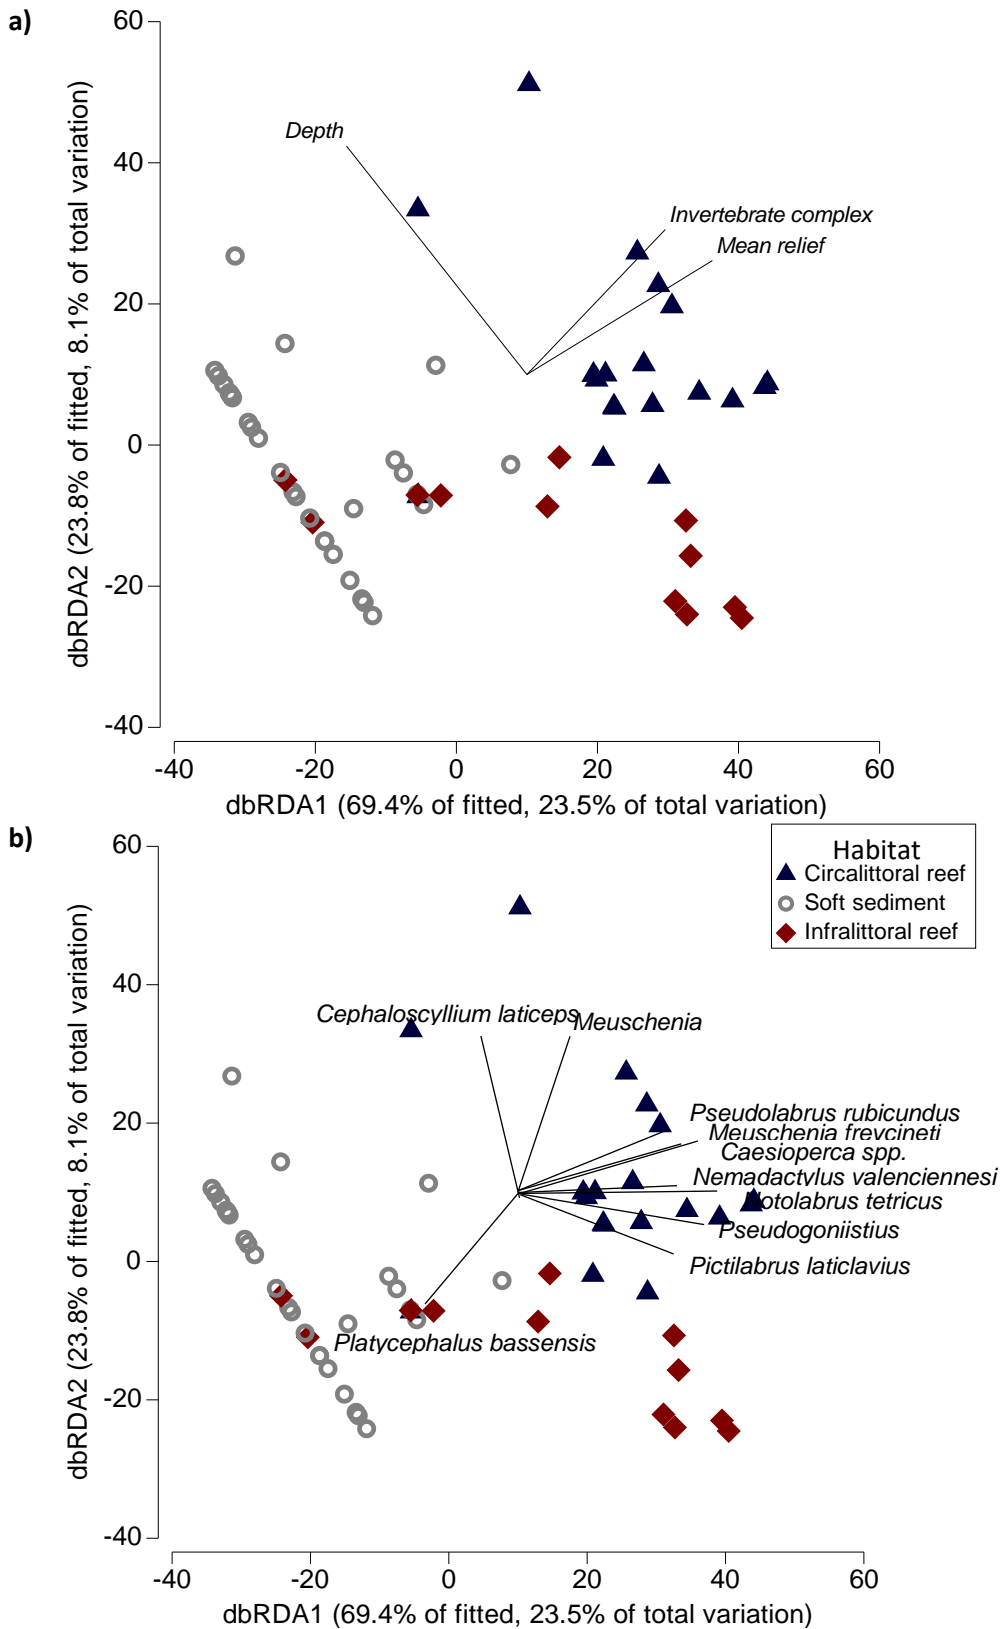 a)
60
40
20
0
-20
-40
dbRDA2 (23.8% of fitted, 8.1% of total variation)
Depth
Invertebrate complex
Mean relief
-40 -20 0 20 40 60
dbRDA1 (69.4% of fitted, 23.5% of total variation)
b)
Habitat
Circalittoral reef
Soft sediment
Infralittoral reef
60
40
20
0
-20
-40
dbRDA2 (23.8% of fitted, 8.1% of total variation)
Cephaloscyllium laticeps
Meuschenia
Pseudolabrus rubicundus
Meuschenia freycineti
Caesioperca spp.
Nemadactylus valenciennesi
Notolabrus tetricus
Pseudogoniistius
Pictilabrus laticlavius
Platycephalus bassensis
-40 -20 0 20 40 60
dbRDA1 (69.4% of fitted, 23.5% of total variation)